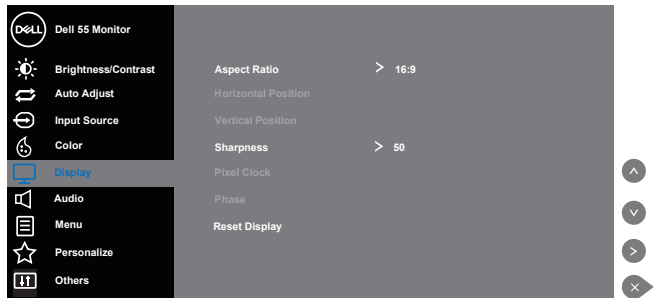 DELL Dell 55 Monitor
Brightness/Contrast
Auto Adjust
Input Source
Color
Display
Audio
Menu
Personalize
Others
Aspect Ratio > 16:9
Horizontal Position
Vertical Position
Sharpness > 50
Pixel Clock
Phase
Reset Display